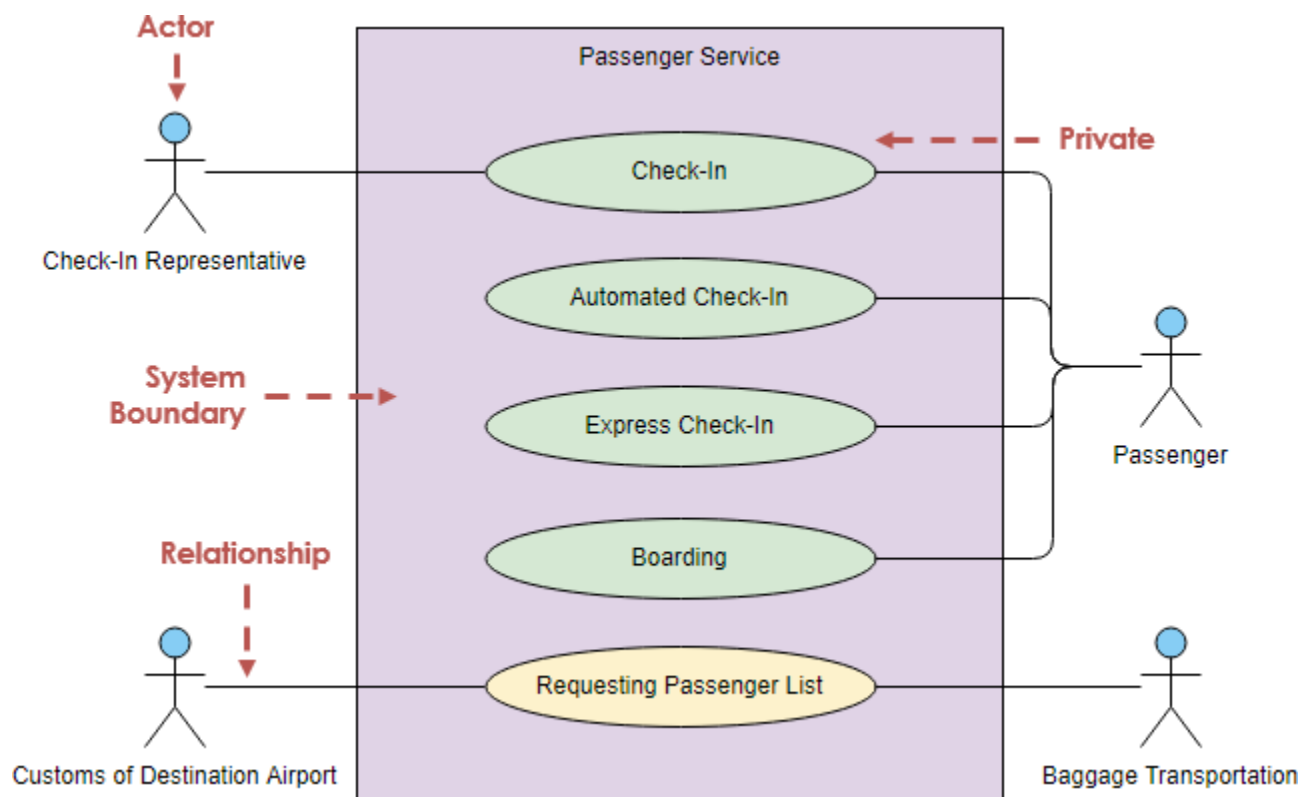 Actor
Passenger Service
Private
Check-In
Check-In Representative
Automated Check-In
System
Boundary
Express Check-In
Passenger
Relationship
Boarding
Requesting Passenger List
Customs of Destination Airport
Baggage Transportation